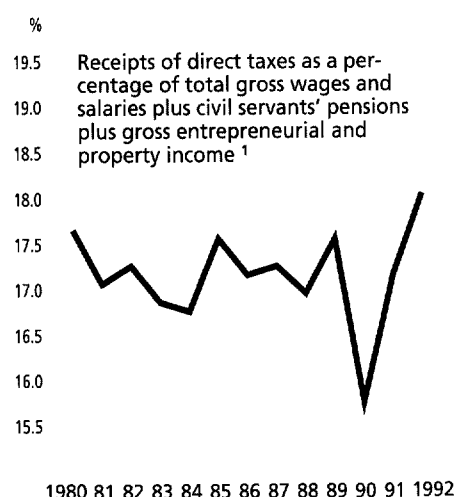 %
Receipts of direct taxes as a per-
centage of total gross wages and
salaries plus civil servants' pensions
plus gross entrepreneurial and
property income ¹
19.5
19.0
18.5
18.0
17.5
17.0
16.5
16.0
15.5
1980 81 82 83 84 85 86 87 88 89 90 91 1992